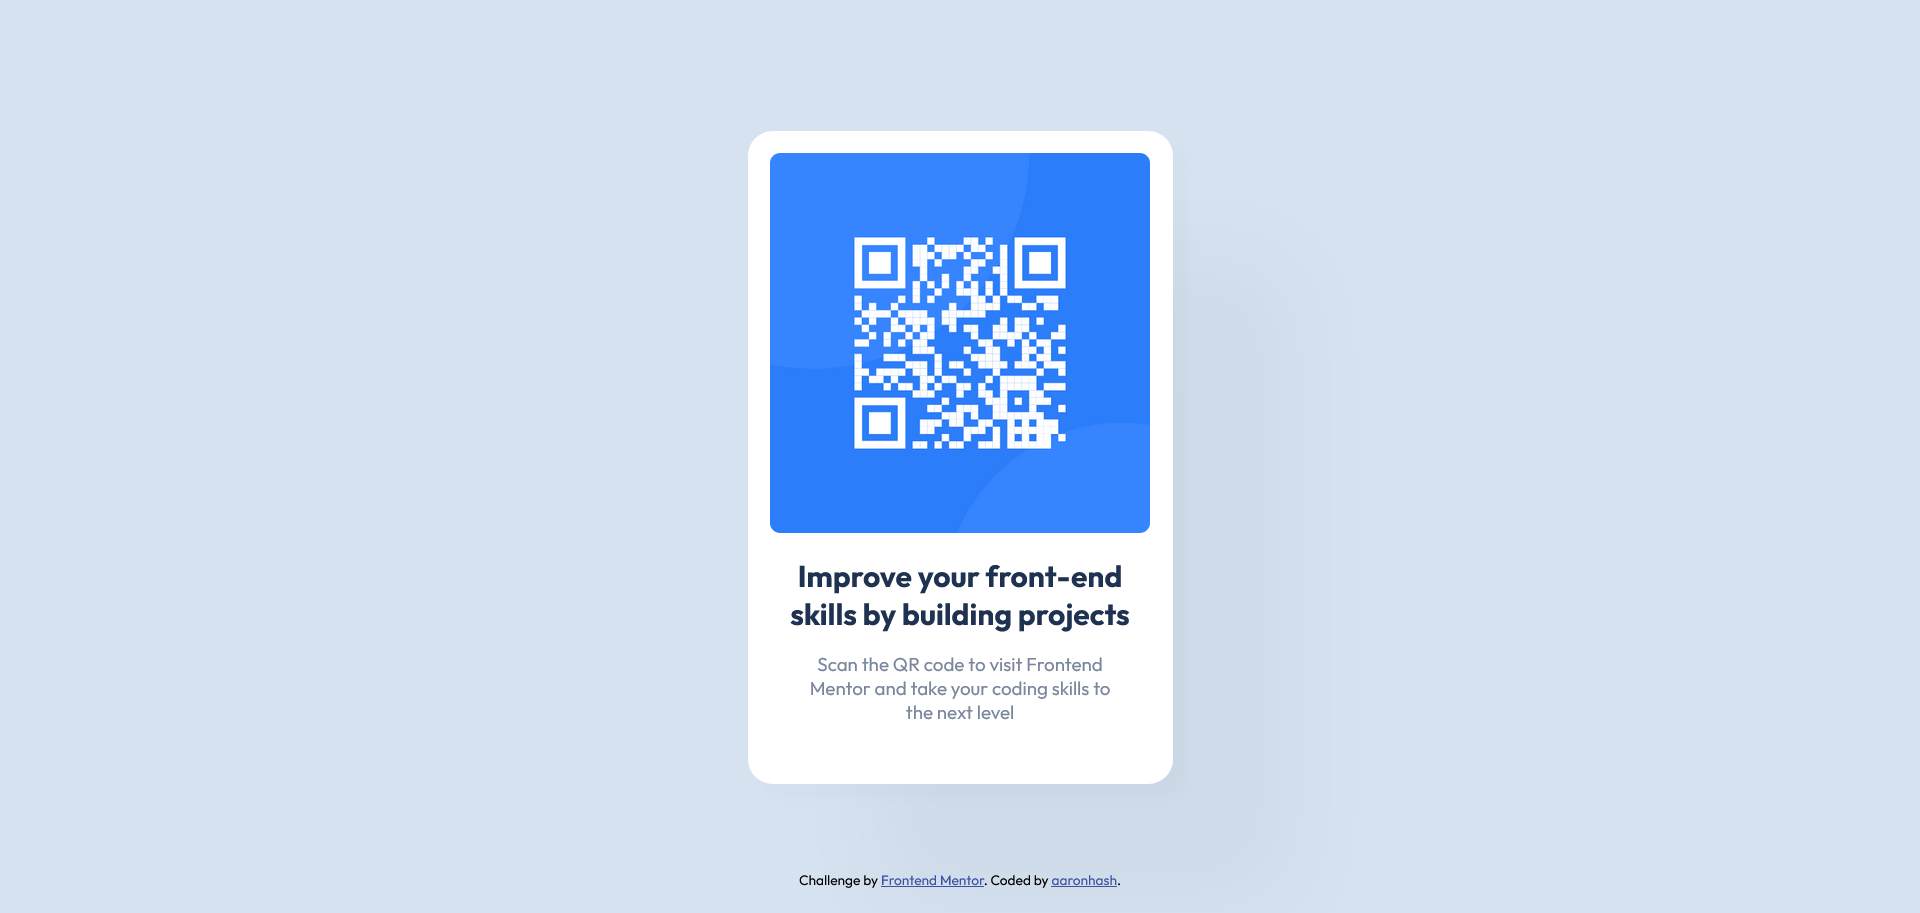 Improve your front-end
skills by building projects
Scan the QR code to visit Frontend
Mentor and take your coding skills to
the next level
Challenge by Frontend Mentor. Coded by aaronhash.